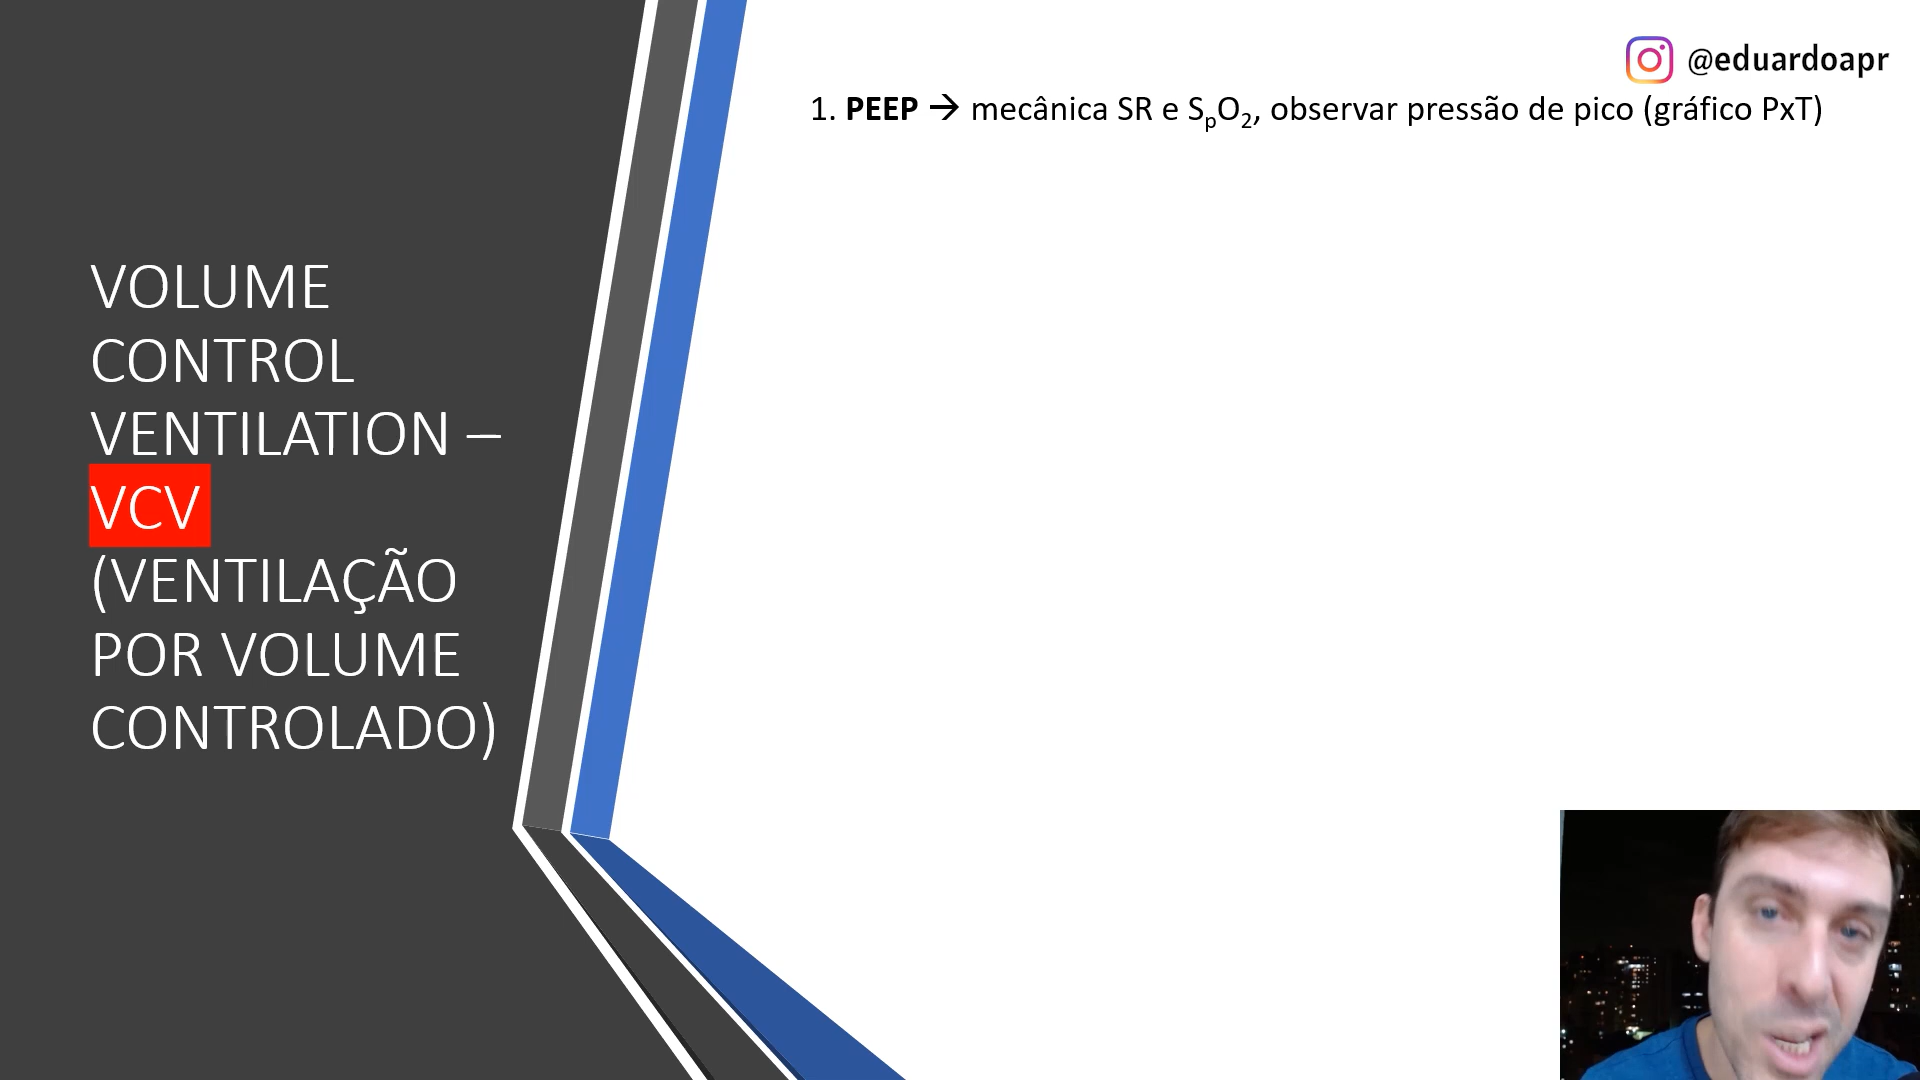 @eduardoapr
1. PEEP → mecânica SR e SpO2, observar pressão de pico (gráfico PxT)
VOLUME
CONTROL
VENTILATION –
VCV
(VENTILAÇÃO
POR VOLUME
CONTROLADO)